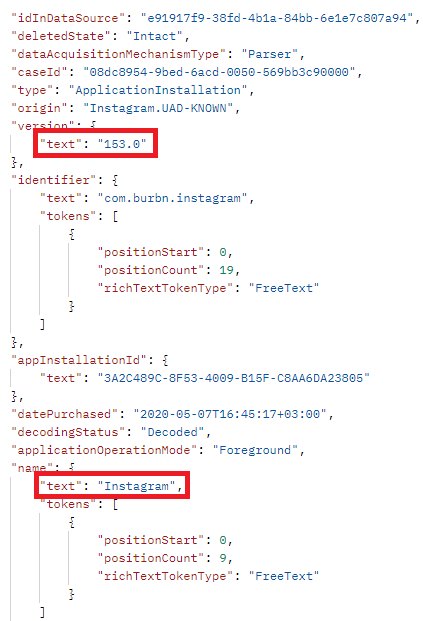 "idInDataSource": "e91917f9-38fd-4b1a-84bb-6e1e7c807a94",
"deletedState": "Intact",
"dataAcquisitionMechanismType": "Parser",
"caseId": "08dc8954-9bed-6acd-0050-569bb3c90000",
"type": "ApplicationInstallation",
"origin": "Instagram.UAD-KNOWN",
"version": {
"text": "153.0"
},
"identifier": {
"text": "com.burbn.instagram",
"tokens": [
{
"positionStart": 0,
"positionCount": 19,
"richTextTokenType": "FreeText"
}
]
},
"appInstallationId": {
"text": "3A2C489C-8F53-4009-B15F-C8AA6DA23805"
},
"datePurchased": "2020-05-07T16:45:17+03:00",
"decodingStatus": "Decoded",
"applicationOperationMode": "Foreground",
"name": {
"text": "Instagram",
"tokens": [
{
"positionStart": 0,
"positionCount": 9,
"richTextTokenType": "FreeText"
}
]